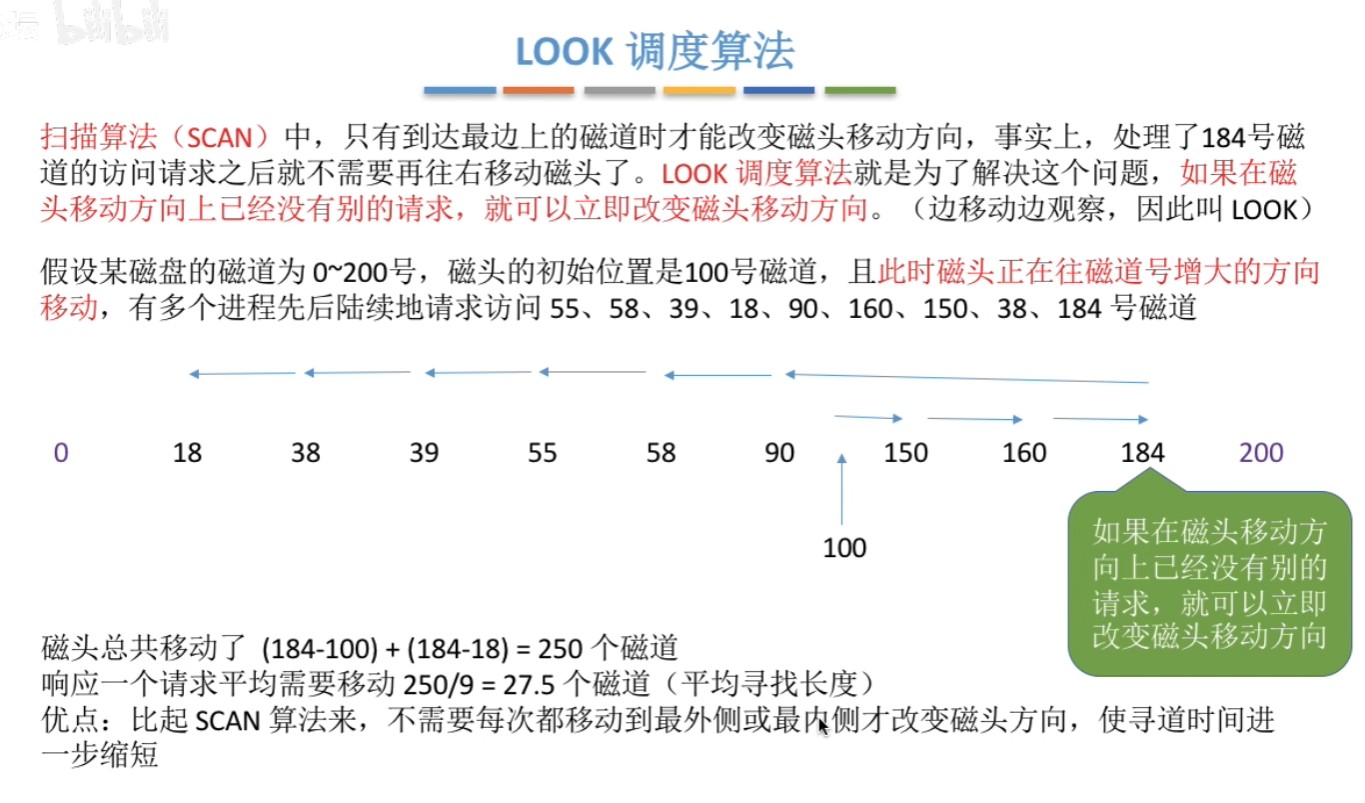 坛 bilibili
LOOK 调度算法
扫描算法（SCAN）中，只有到达最边上的磁道时才能改变磁头移动方向，事实上，处理了184号磁
道的访问请求之后就不需要再往右移动磁头了。LOOK 调度算法就是为了解决这个问题，如果在磁
头移动方向上已经没有别的请求，就可以立即改变磁头移动方向。（边移动边观察，因此叫 LOOK）
假设某磁盘的磁道为 0~200号，磁头的初始位置是100号磁道，且此时磁头正在往磁道号增大的方向
移动，有多个进程先后陆续地请求访问 55、58、39、18、90、160、150、38、184 号磁道
0 18 38 39 55 58 90 150 160 184 200
100
如果在磁头移动方
向上已经没有别的
请求，就可以立即
改变磁头移动方向
磁头总共移动了 (184-100) + (184-18) = 250 个磁道
响应一个请求平均需要移动 250/9 = 27.5 个磁道（平均寻找长度）
优点：比起 SCAN 算法来，不需要每次都移动到最外侧或最内侧才改变磁头方向，使寻道时间进
一步缩短